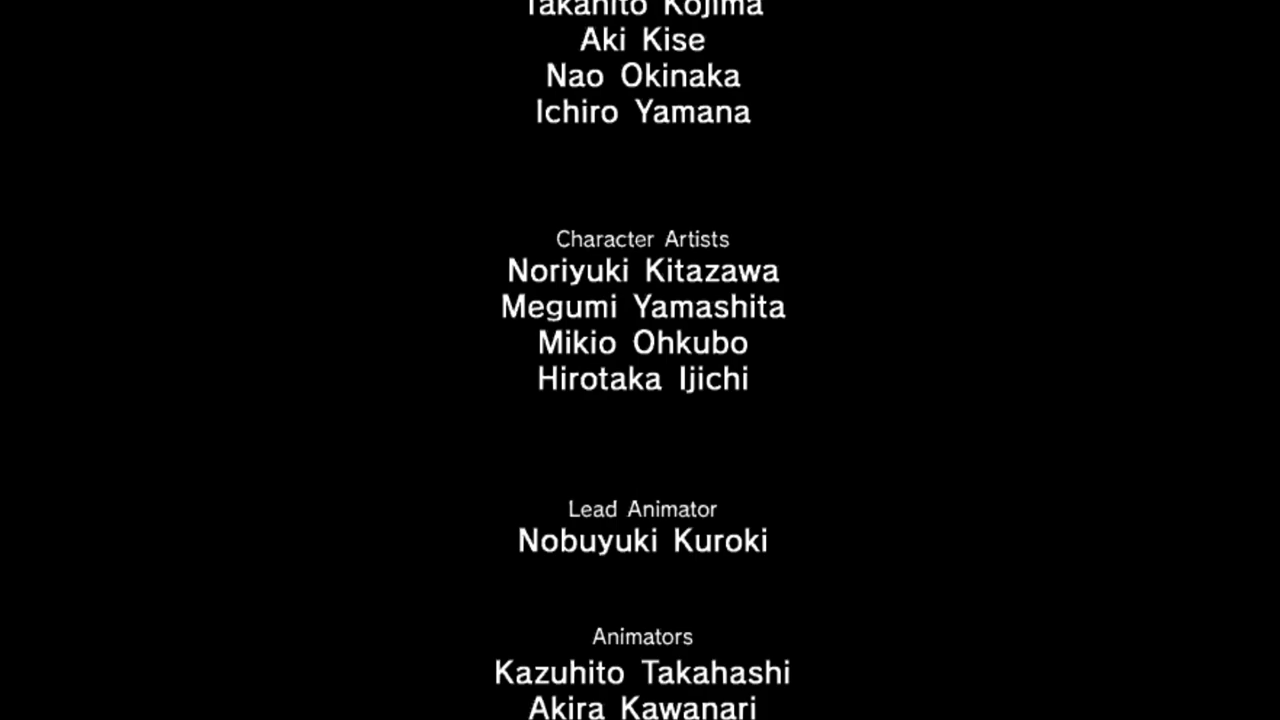 Takahito Kojima
Aki Kise
Nao Okinaka
Ichiro Yamana
Character Artists
Noriyuki Kitazawa
Megumi Yamashita
Mikio Ohkubo
Hirotaka Ijichi
Lead Animator
Nobuyuki Kuroki
Animators
Kazuhito Takahashi
Akira Kawanari